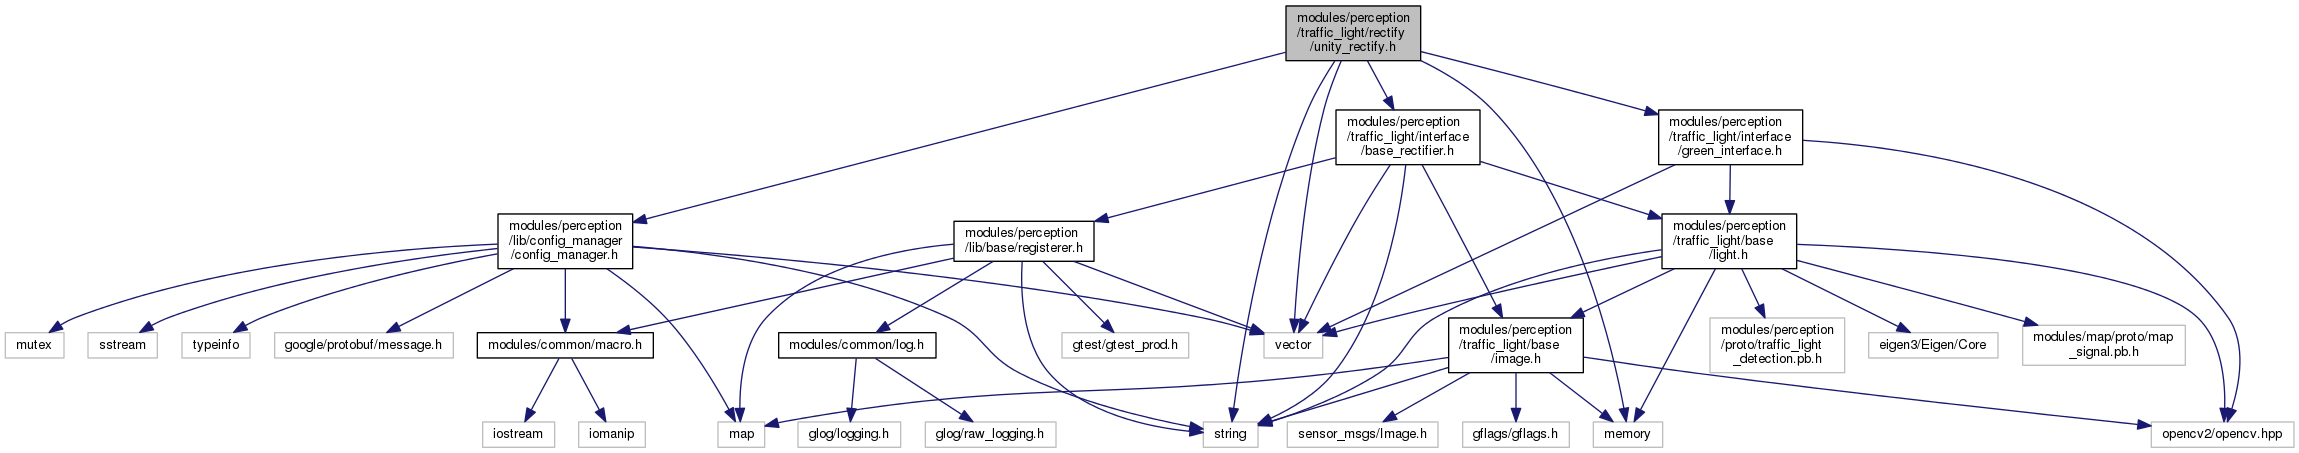 modules/perception
/traffic_light/rectify
/unity_rectify.h
modules/perception
/traffic_light/interface
/base_rectifier.h
modules/perception
/traffic_light/interface
/green_interface.h
modules/perception
/lib/config_manager
/config_manager.h
modules/perception
/lib/base/registerer.h
modules/perception
/traffic_light/base
/light.h
mutex
sstream
typeinfo
google/protobuf/message.h
modules/common/macro.h
modules/common/log.h
gtest/gtest_prod.h
vector
modules/perception
/traffic_light/base
/image.h
modules/perception
/proto/traffic_light
_detection.pb.h
eigen3/Eigen/Core
modules/map/proto/map
_signal.pb.h
iostream
iomanip
map
glog/logging.h
glog/raw_logging.h
string
sensor_msgs/Image.h
gflags/gflags.h
memory
opencv2/opencv.hpp